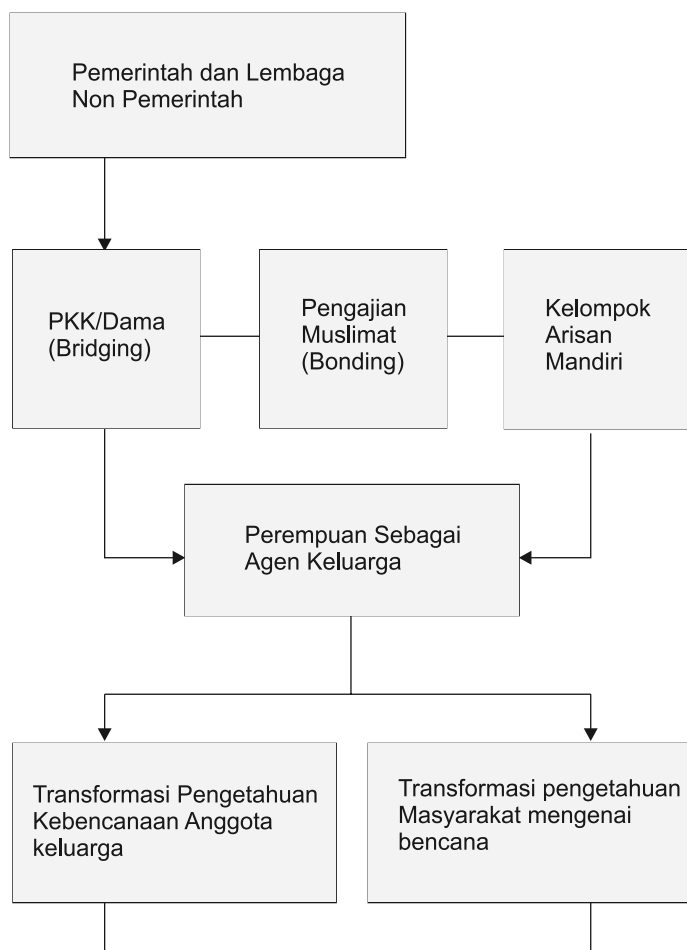 Pemerintah dan Lembaga
Non Pemerintah
PKK/Dama
(Bridging)
Pengajian
Muslimat
(Bonding)
Kelompok
Arisan
Mandiri
Perempuan Sebagai
Agen Keluarga
Transformasi Pengetahuan
Kebencanaan Anggota
keluarga
Transformasi pengetahuan
Masyarakat mengenai
bencana